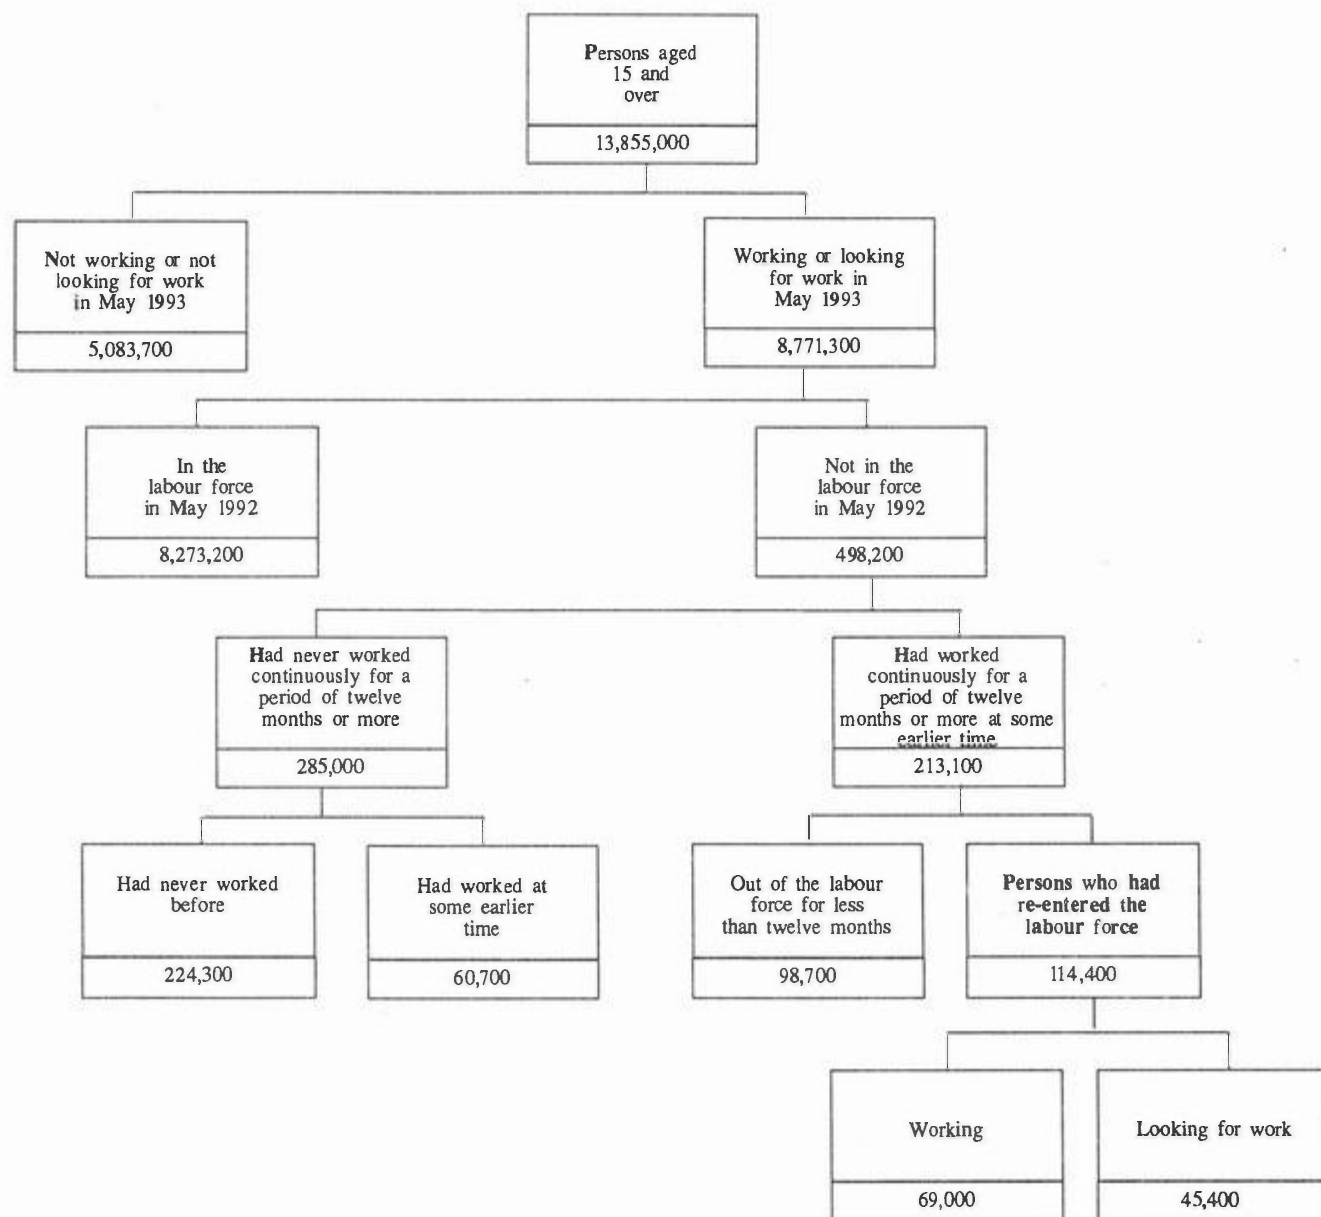 Persons aged
15 and
over
13,855,000
Not working or not
looking for work
in May 1993
5,083,700
Working or looking
for work in
May 1993
8,771,300
In the
labour force
in May 1992
8,273,200
Not in the
labour force
in May 1992
498,200
Had never worked
continuously for a
period of twelve
months or more
285,000
Had worked
continuously for a
period of twelve
months or more at some
earlier time
213,100
Had never worked
before
224,300
Had worked at
some earlier
time
60,700
Out of the labour
force for less
than twelve months
98,700
Persons who had
re-entered the
labour force
114,400
Working
69,000
Looking for work
45,400